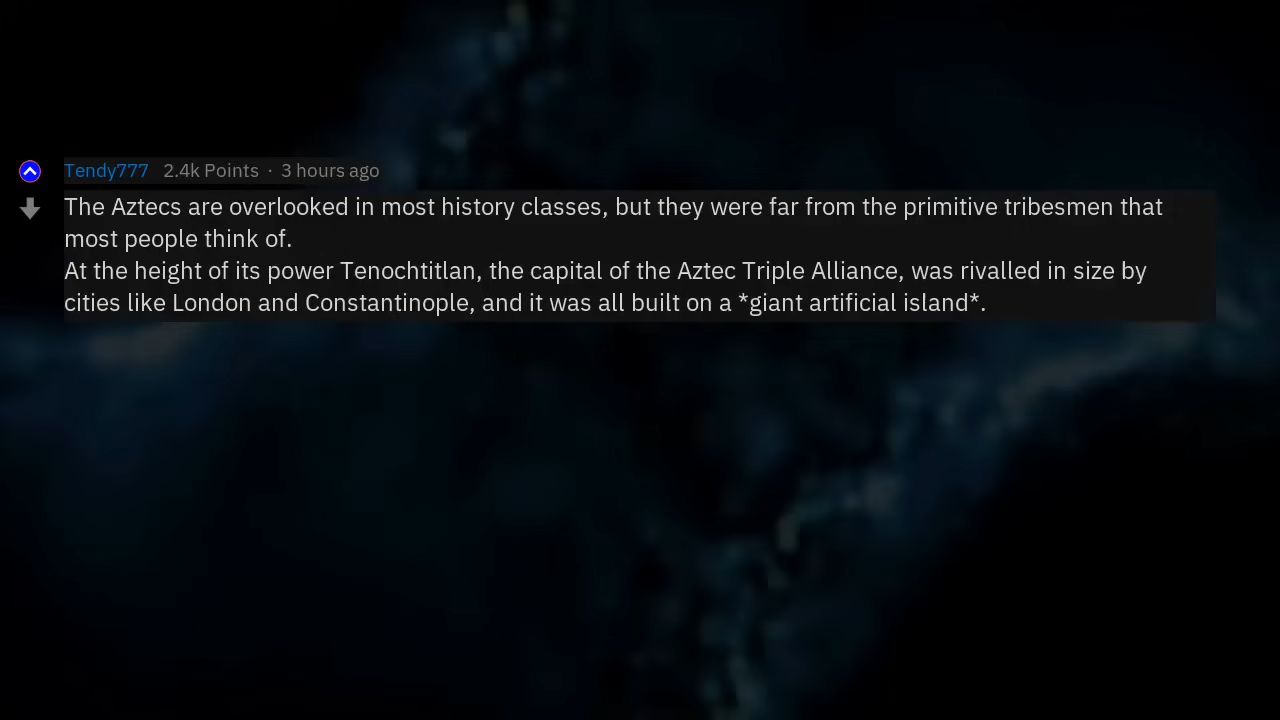 Tendy777 2.4k Points · 3 hours ago
The Aztecs are overlooked in most history classes, but they were far from the primitive tribesmen that
most people think of.
At the height of its power Tenochtitlan, the capital of the Aztec Triple Alliance, was rivalled in size by
cities like London and Constantinople, and it was all built on a *giant artificial island*.